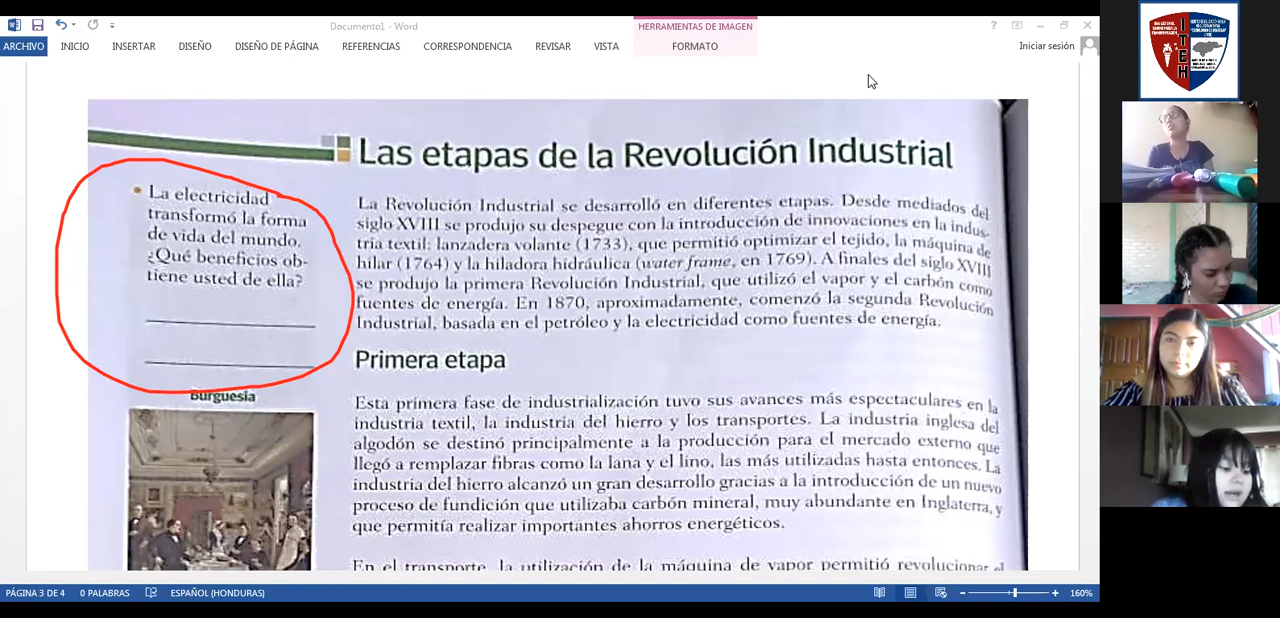 Documento1 - Word
HERRAMIENTAS DE IMAGEN
ARCHIVO INICIO INSERTAR DISEÑO DISEÑO DE PÁGINA REFERENCIAS CORRESPONDENCIA REVISAR VISTA FORMATO Iniciar sesión
Las etapas de la Revolución Industrial
• La electricidad
transformó la forma
de vida del mundo.
¿Qué beneficios ob-
tiene usted de ella?
Burguesía
La Revolución Industrial se desarrolló en diferentes etapas. Desde mediados del
siglo XVIII se produjo su despegue con la introducción de innovaciones en la indus-
tria textil: lanzadera volante (1733), que permitió optimizar el tejido, la máquina de
hilar (1764) y la hiladora hidráulica (water frame, en 1769). A finales del siglo XVIII
se produjo la primera Revolución Industrial, que utilizó el vapor y el carbón como
fuentes de energía. En 1870, aproximadamente, comenzó la segunda Revolución
Industrial, basada en el petróleo y la electricidad como fuentes de energía.
Primera etapa
Esta primera fase de industrialización tuvo sus avances más espectaculares en la
industria textil, la industria del hierro y los transportes. La industria inglesa del
algodón se destinó principalmente a la producción para el mercado externo que
llegó a remplazar fibras como la lana y el lino, las más utilizadas hasta entonces. La
industria del hierro alcanzó un gran desarrollo gracias a la introducción de un nuevo
proceso de fundición que utilizaba carbón mineral, muy abundante en Inglaterra, y
que permitía realizar importantes ahorros energéticos.
En el transporte, la utilización de la máquina de vapor permitió revolucionar el
PÁGINA 3 DE 4 0 PALABRAS ESPAÑOL (HONDURAS) 160%
ITEH